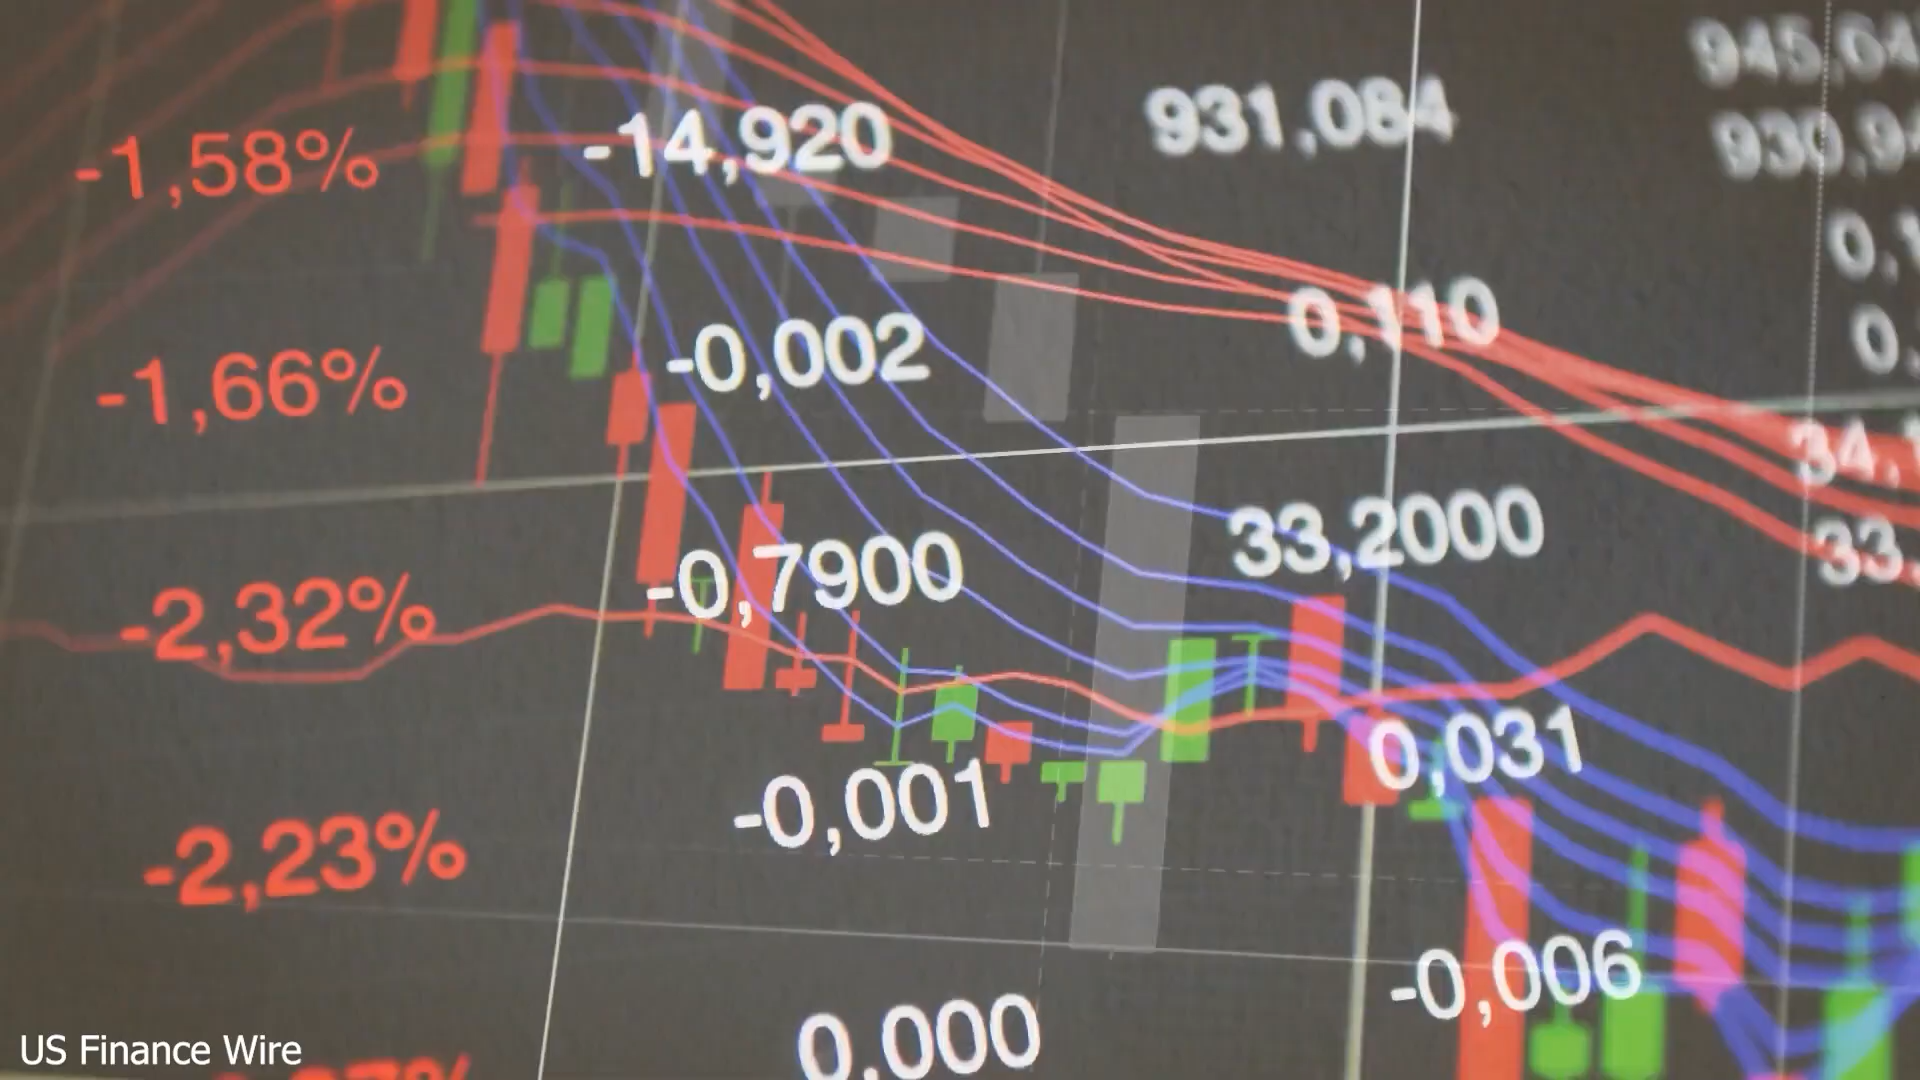 945,64
-14,920 931,084 930,9
-1,58%
0,1
-0,002 0,110 0,
-1,66%
34,1
-0,7900 33,2000 33,
-2,32%
-0,001 0,031
-2,23%
-0,006
0,000
US Finance Wire